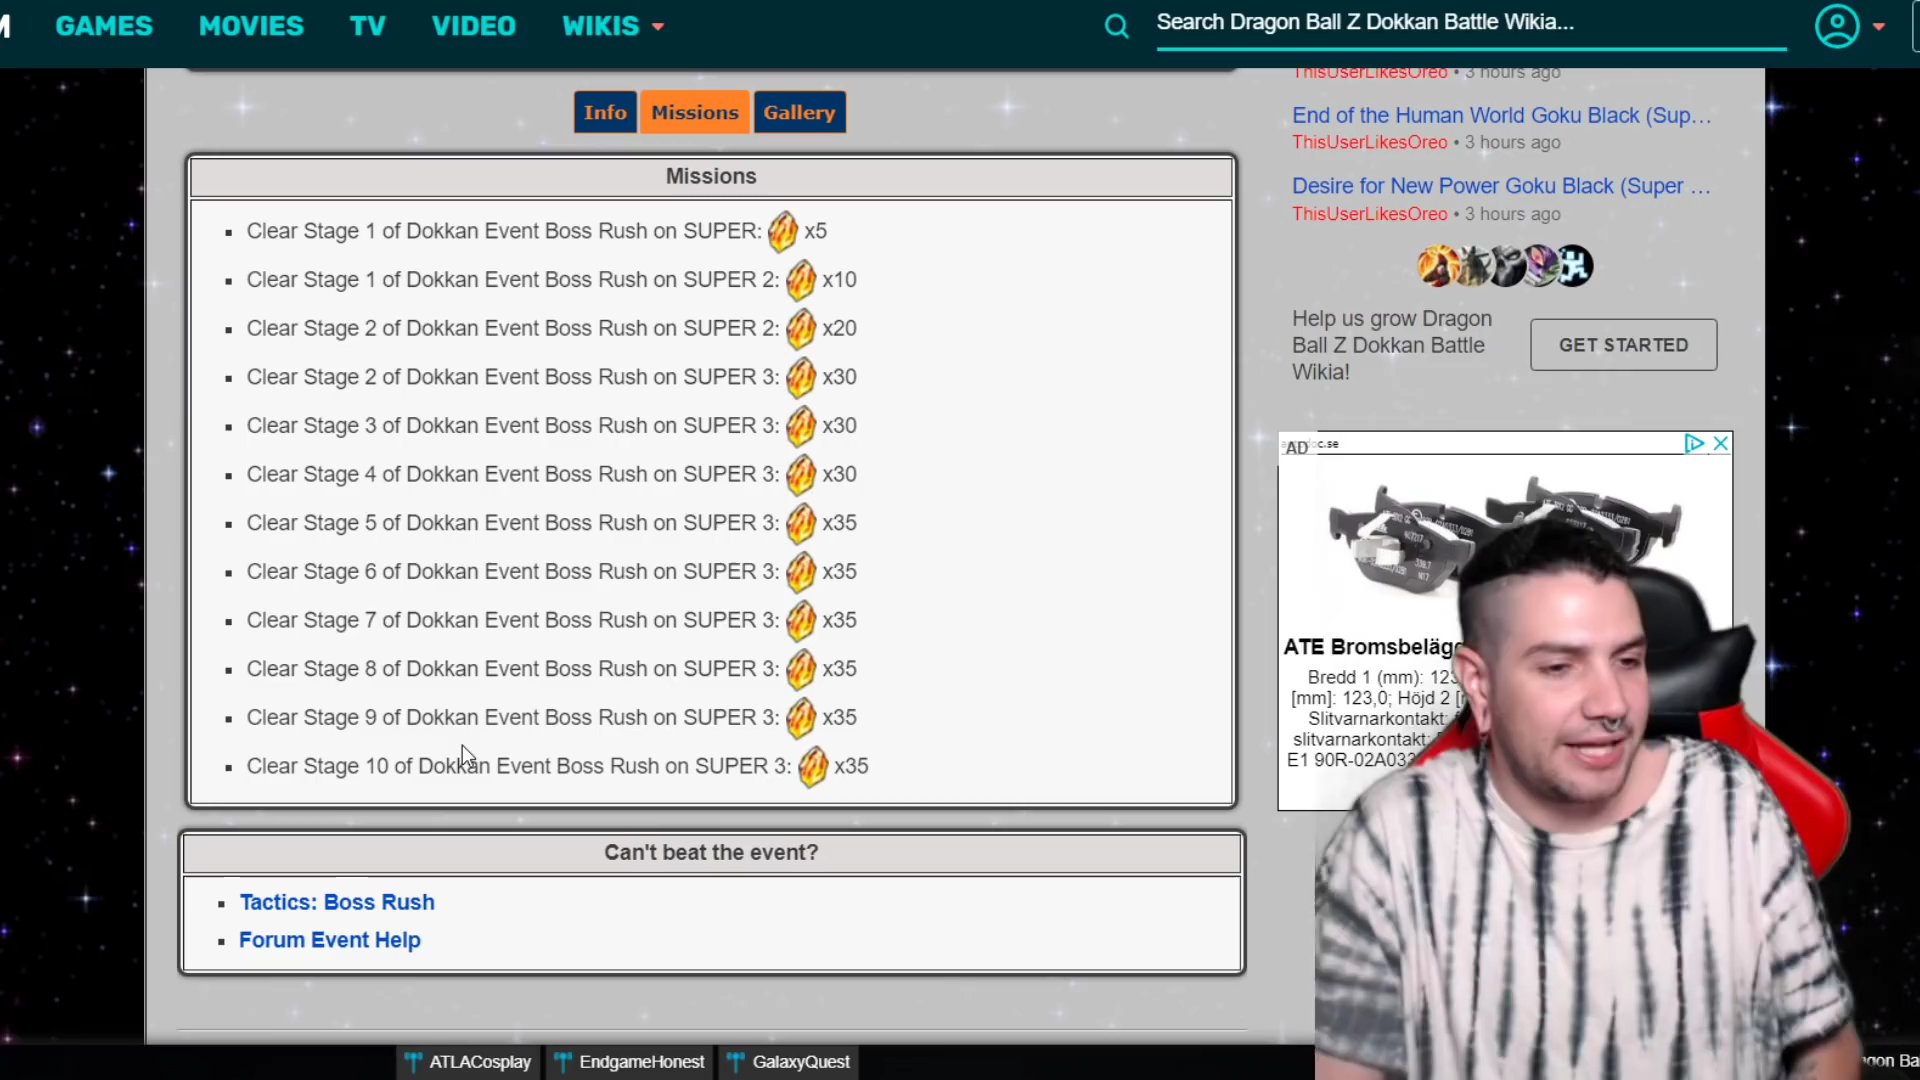 M GAMES MOVIES TV VIDEO WIKIS
Search Dragon Ball Z Dokkan Battle Wikia...
Info Missions Gallery
Missions
Clear Stage 1 of Dokkan Event Boss Rush on SUPER: x5
Clear Stage 1 of Dokkan Event Boss Rush on SUPER 2: x10
Clear Stage 2 of Dokkan Event Boss Rush on SUPER 2: x20
Clear Stage 2 of Dokkan Event Boss Rush on SUPER 3: x30
Clear Stage 3 of Dokkan Event Boss Rush on SUPER 3: x30
Clear Stage 4 of Dokkan Event Boss Rush on SUPER 3: x30
Clear Stage 5 of Dokkan Event Boss Rush on SUPER 3: x35
Clear Stage 6 of Dokkan Event Boss Rush on SUPER 3: x35
Clear Stage 7 of Dokkan Event Boss Rush on SUPER 3: x35
Clear Stage 8 of Dokkan Event Boss Rush on SUPER 3: x35
Clear Stage 9 of Dokkan Event Boss Rush on SUPER 3: x35
Clear Stage 10 of Dokkan Event Boss Rush on SUPER 3: x35
Can't beat the event?
Tactics: Boss Rush
Forum Event Help
ThisUserLikesOreo • 3 hours ago
End of the Human World Goku Black (Sup...
ThisUserLikesOreo • 3 hours ago
Desire for New Power Goku Black (Super ...
ThisUserLikesOreo • 3 hours ago
Help us grow Dragon
Ball Z Dokkan Battle
Wikia!
GET STARTED
AD
ATE Bromsbeläg
Bredd 1 (mm): 123
[mm]: 123,0; Höjd 2 [
Slitvarnarkontakt:
slitvarnarkontakt:
E1 90R-02A033
ATLACosplay EndgameHonest GalaxyQuest
gon Ba